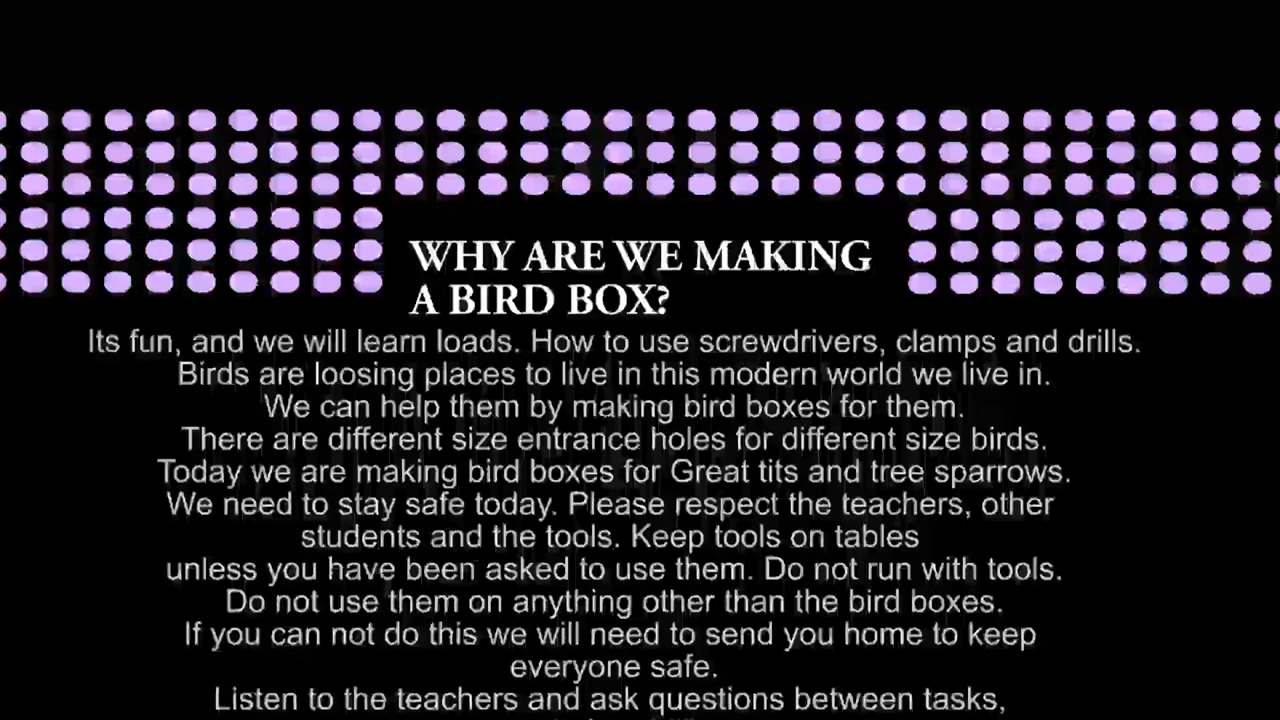 WHY ARE WE MAKING
A BIRD BOX?
Its fun, and we will learn loads. How to use screwdrivers, clamps and drills.
Birds are loosing places to live in this modern world we live in.
We can help them by making bird boxes for them.
There are different size entrance holes for different size birds.
Today we are making bird boxes for Great tits and tree sparrows.
We need to stay safe today. Please respect the teachers, other
students and the tools. Keep tools on tables
unless you have been asked to use them. Do not run with tools.
Do not use them on anything other than the bird boxes.
If you can not do this we will need to send you home to keep
everyone safe.
Listen to the teachers and ask questions between tasks,